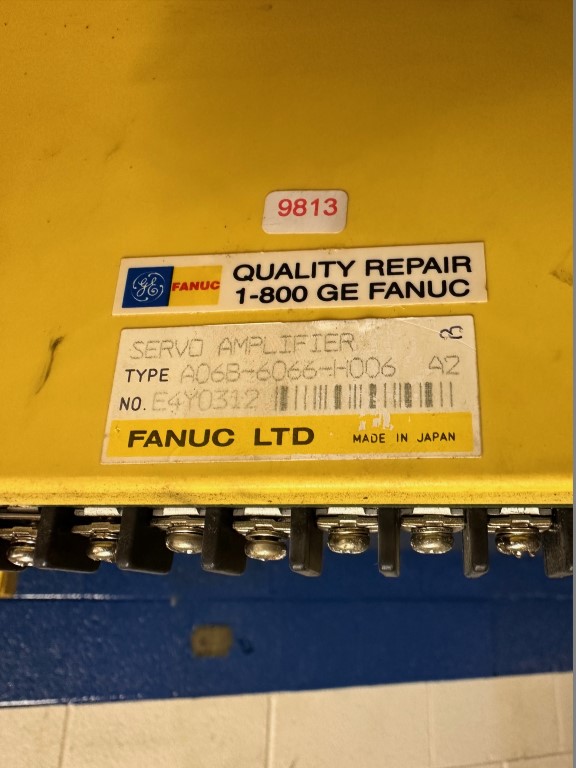 9813
GE FANUC QUALITY REPAIR
1-800 GE FANUC
SERVO AMPLIFIER B
TYPE A06B-6066-H006 A2
NO. E4Y0312
FANUC LTD MADE IN JAPAN